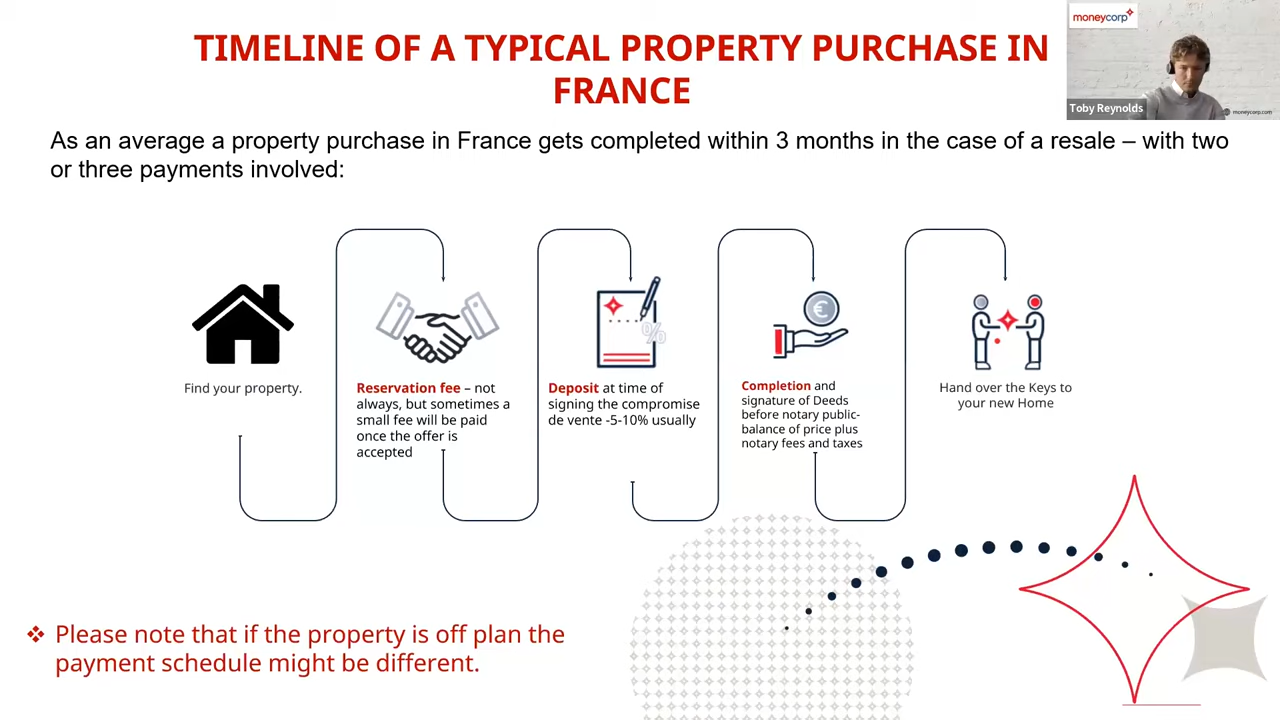 TIMELINE OF A TYPICAL PROPERTY PURCHASE IN
FRANCE
moneycorp
Toby Reynolds
moneycorp.com
As an average a property purchase in France gets completed within 3 months in the case of a resale – with two
or three payments involved:
Find your property.
Reservation fee – not
always, but sometimes a
small fee will be paid
once the offer is
accepted
%
Deposit at time of
signing the compromise
de vente -5-10% usually
€
Completion and
signature of Deeds
before notary public-
balance of price plus
notary fees and taxes
Hand over the Keys to
your new Home
❖ Please note that if the property is off plan the
payment schedule might be different.